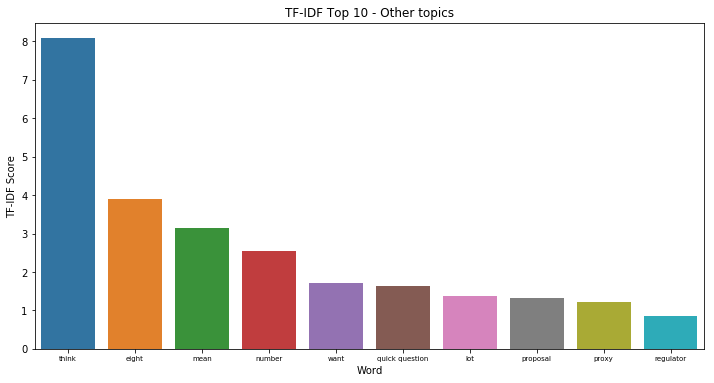 TF-IDF Top 10 - Other topics
TF-IDF Score
8
7
6
5
4
3
2
1
0
think eight mean number want quick question lot proposal proxy regulator
Word